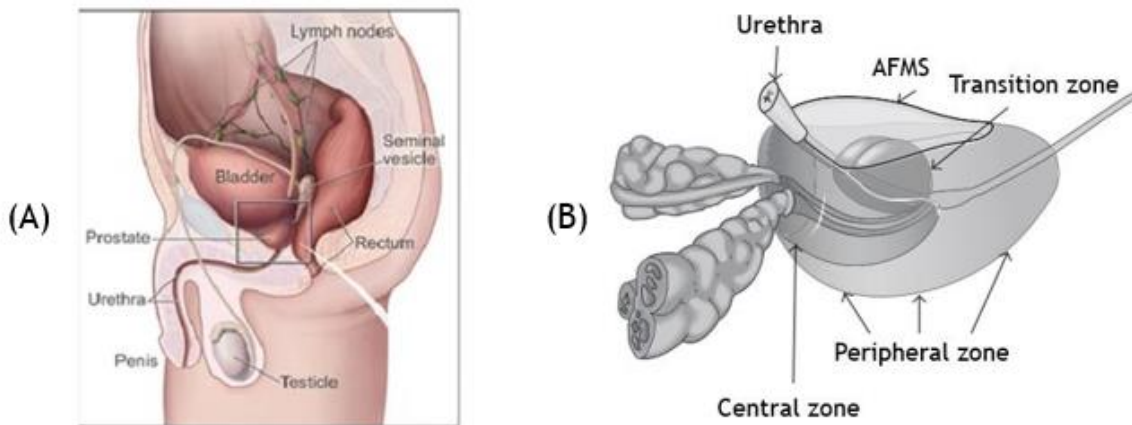 (A)
Lymph nodes
Seminal
vesicle
Bladder
Prostate
Rectum
Urethra
Penis
Testicle
(B)
Urethra
AFMS
Transition zone
Peripheral zone
Central zone